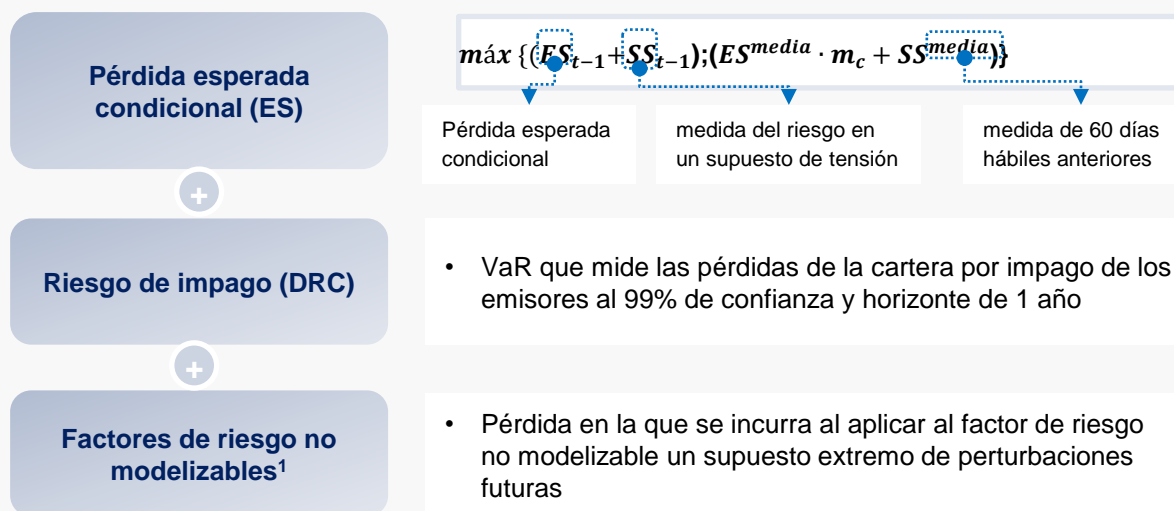 Pérdida esperada
condicional (ES)
máx {(ES_{t−1}+SS_{t−1});(ES^{media} · m_c + SS^{media})}
Pérdida esperada
condicional
medida del riesgo en
un supuesto de tensión
medida de 60 días
hábiles anteriores
+
Riesgo de impago (DRC)
• VaR que mide las pérdidas de la cartera por impago de los
emisores al 99% de confianza y horizonte de 1 año
+
Factores de riesgo no
modelizables¹
• Pérdida en la que se incurra al aplicar al factor de riesgo
no modelizable un supuesto extremo de perturbaciones
futuras